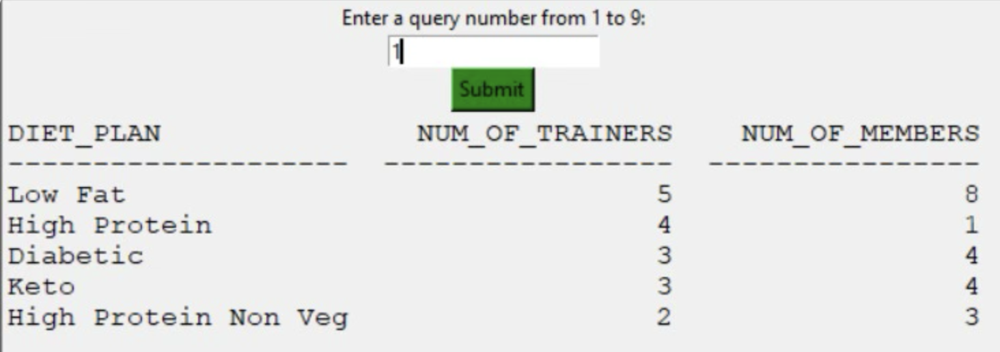 Enter a query number from 1 to 9:
1
Submit
DIET_PLAN NUM_OF_TRAINERS NUM_OF_MEMBERS
-------------------- ----------------- ----------------
Low Fat 5 8
High Protein 4 1
Diabetic 3 4
Keto 3 4
High Protein Non Veg 2 3